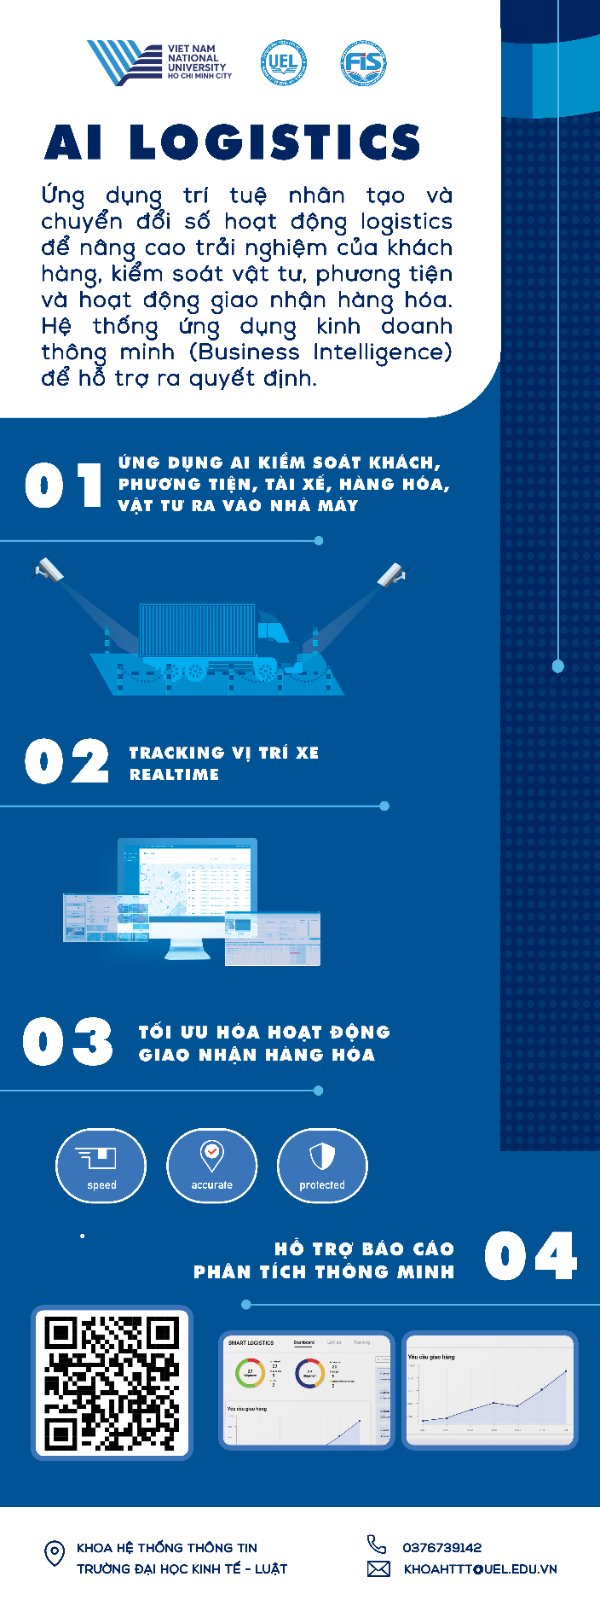 VIET NAM
NATIONAL
UNIVERSITY
HO CHI MINH CITY
UEL
FIS
AI LOGISTICS
Ứng dụng trí tuệ nhân tạo và
chuyển đổi số hoạt động logistics
để nâng cao trải nghiệm của khách
hàng, kiểm soát vật tư, phương tiện
và hoạt động giao nhận hàng hóa.
Hệ thống ứng dụng kinh doanh
thông minh (Business Intelligence)
để hỗ trợ ra quyết định.
01
ỨNG DỤNG AI KIỂM SOÁT KHÁCH,
PHƯƠNG TIỆN, TÀI XẾ, HÀNG HÓA,
VẬT TƯ RA VÀO NHÀ MÁY
02
TRACKING VỊ TRÍ XE
REALTIME
03
TỐI ƯU HÓA HOẠT ĐỘNG
GIAO NHẬN HÀNG HÓA
speed
accurate
protected
HỖ TRỢ BÁO CÁO
PHÂN TÍCH THÔNG MINH
04
SMART LOGISTICS
Dashboard
Lịch sử
Tracking
Yêu cầu giao hàng
Yêu cầu giao hàng
KHOA HỆ THỐNG THÔNG TIN
TRƯỜNG ĐẠI HỌC KINH TẾ - LUẬT
0376739142
KHOAHTTT@UEL.EDU.VN